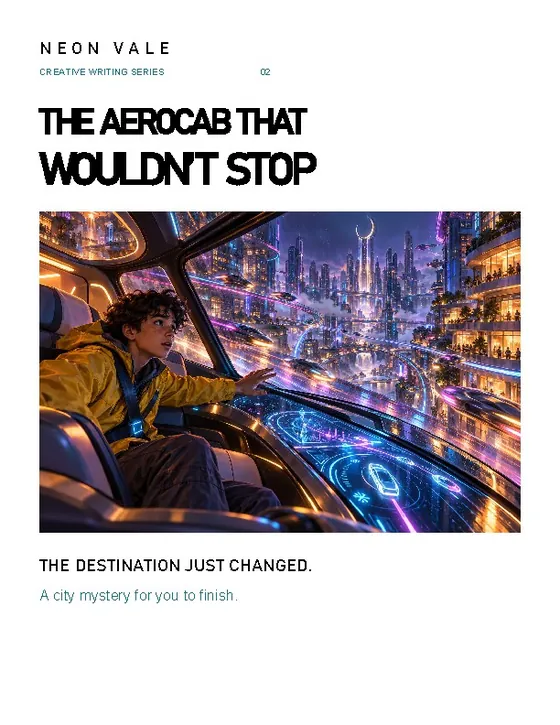 NEON VALE
CREATIVE WRITING SERIES 02
THE AEROCAB THAT
WOULDN'T STOP
THE DESTINATION JUST CHANGED.
A city mystery for you to finish.